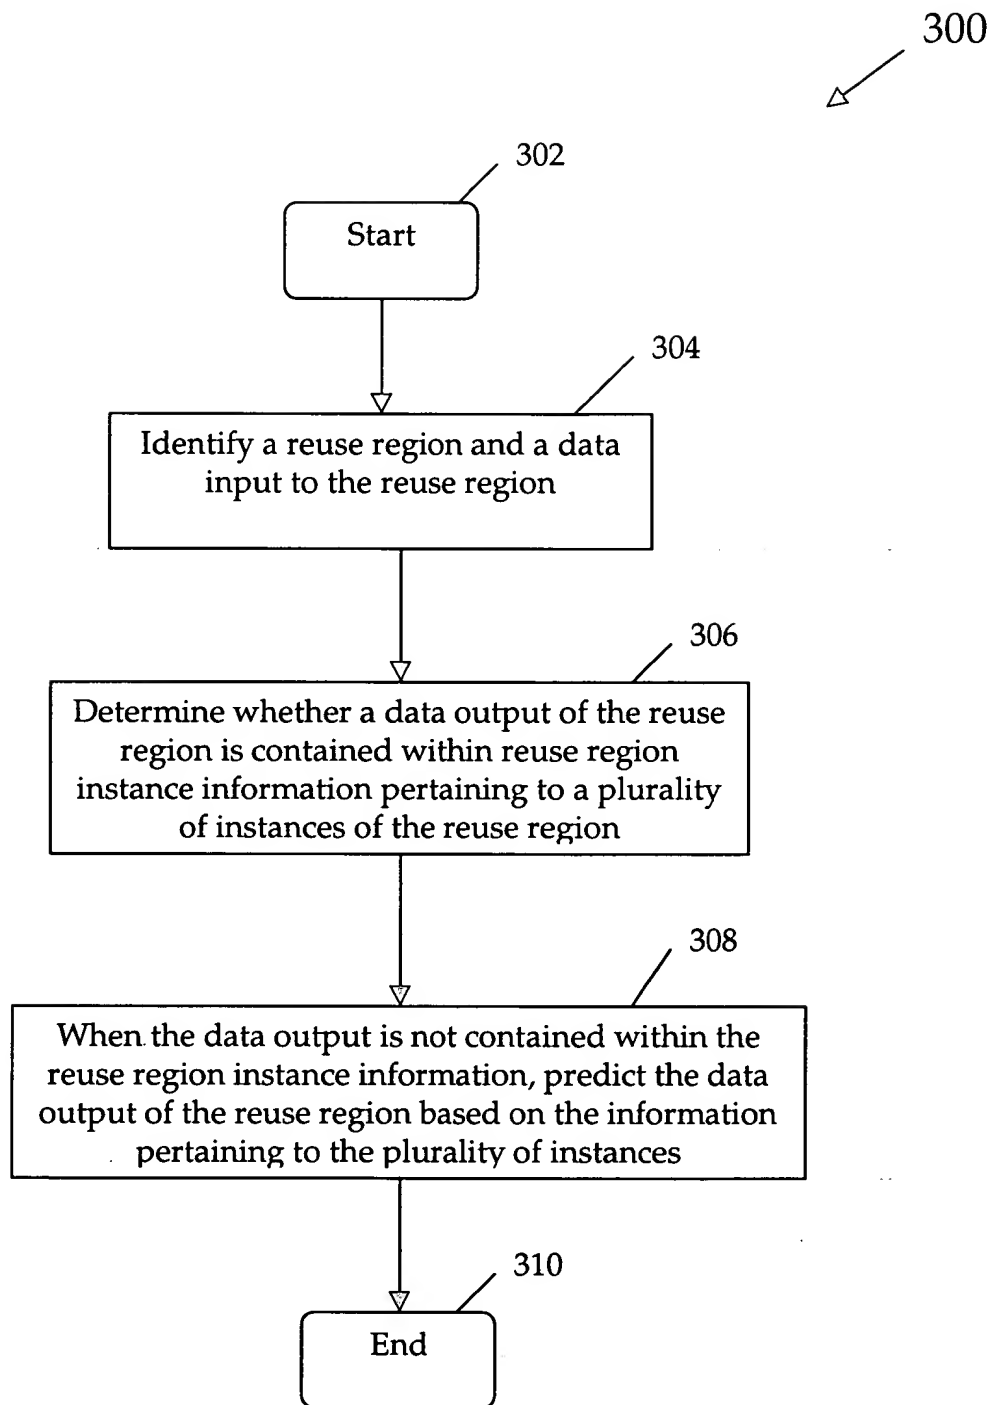 300
302
Start
304
Identify a reuse region and a data
input to the reuse region
306
Determine whether a data output of the reuse
region is contained within reuse region
instance information pertaining to a plurality
of instances of the reuse region
308
When the data output is not contained within the
reuse region instance information, predict the data
output of the reuse region based on the information
pertaining to the plurality of instances
310
End